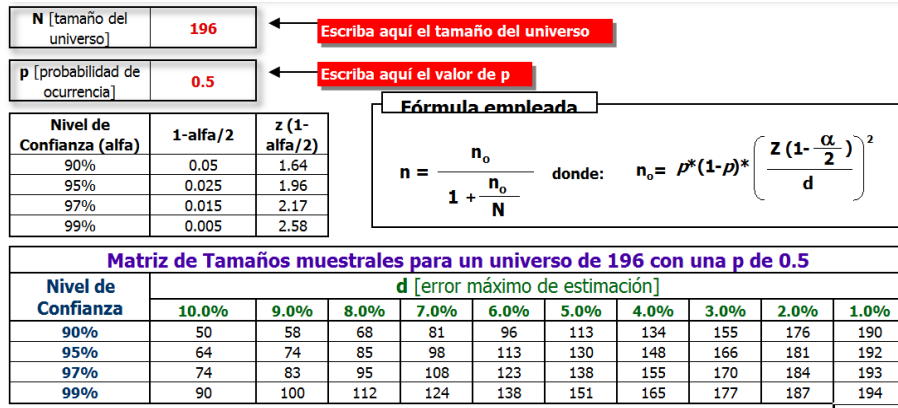 N [tamaño del universo] 196
Escriba aquí el tamaño del universo
p [probabilidad de ocurrencia] 0.5
Escriba aquí el valor de p
Nivel de Confianza (alfa) 1-alfa/2 z (1-alfa/2)
90% 0.05 1.64
95% 0.025 1.96
97% 0.015 2.17
99% 0.005 2.58
Fórmula empleada
n = n₀ / (1 + n₀/N) donde: n₀= p*(1-p)* (Z (1- α/2) / d)²
Matriz de Tamaños muestrales para un universo de 196 con una p de 0.5
Nivel de Confianza d [error máximo de estimación]
10.0% 9.0% 8.0% 7.0% 6.0% 5.0% 4.0% 3.0% 2.0% 1.0%
90% 50 58 68 81 96 113 134 155 176 190
95% 64 74 85 98 113 130 148 166 181 192
97% 74 83 95 108 123 138 155 170 184 193
99% 90 100 112 124 138 151 165 177 187 194